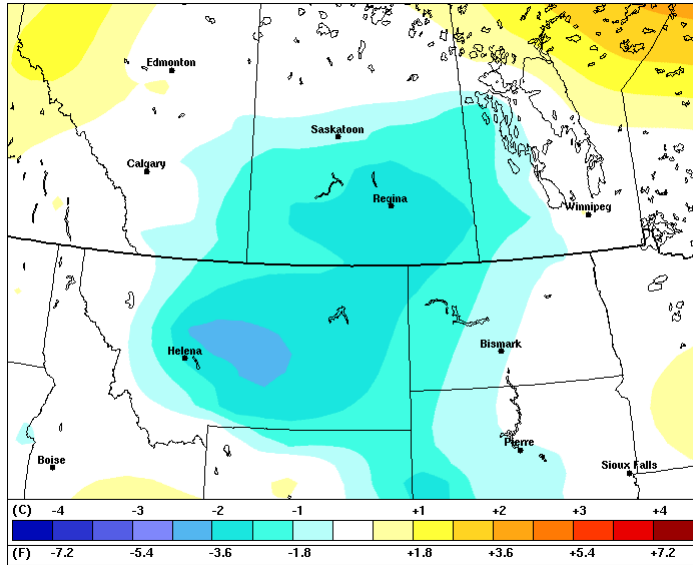 Edmonton
Saskatoon
Calgary
Regina
Winnipeg
Helena
Bismark
Pierre
Boise
Sioux Falls
(C) -4 -3 -2 -1 +1 +2 +3 +4
(F) -7.2 -5.4 -3.6 -1.8 +1.8 +3.6 +5.4 +7.2